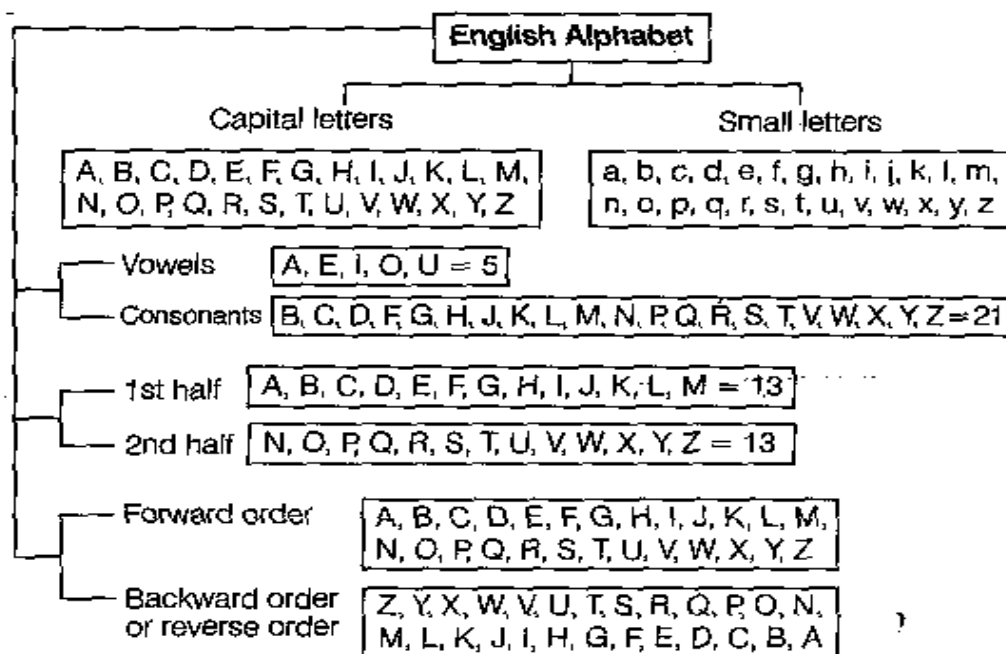 English Alphabet
Capital letters
Small letters
A, B, C, D, E, F, G, H, I, J, K, L, M,
N, O, P, Q, R, S, T, U, V, W, X, Y, Z
a, b, c, d, e, f, g, h, i, j, k, l, m,
n, o, p, q, r, s, t, u, v, w, x, y, z
Vowels
A, E, I, O, U = 5
Consonants
B, C, D, F, G, H, J, K, L, M, N, P, Q, R, S, T, V, W, X, Y, Z = 21
1st half
A, B, C, D, E, F, G, H, I, J, K, L, M = 13
2nd half
N, O, P, Q, R, S, T, U, V, W, X, Y, Z = 13
Forward order
A, B, C, D, E, F, G, H, I, J, K, L, M,
N, O, P, Q, R, S, T, U, V, W, X, Y, Z
Backward order
or reverse order
Z, Y, X, W, V, U, T, S, R, Q, P, O, N,
M, L, K, J, I, H, G, F, E, D, C, B, A